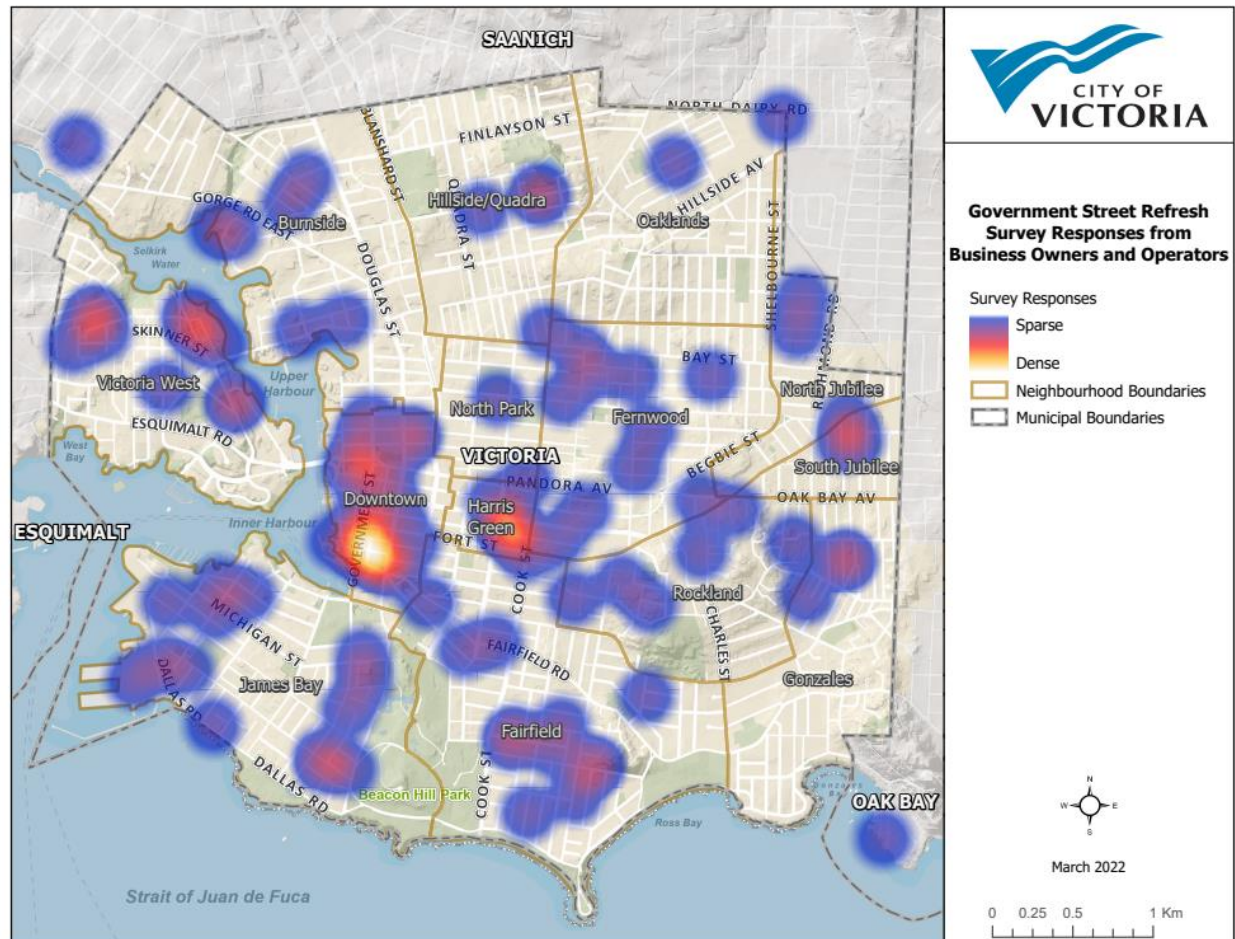 SAANICH
NORTH DAIRY RD
FINLAYSON ST
BLANSHARD ST
HILLSIDE AV
GORGE RD EAST
Burnside
QUADRA ST
Hillside/Quadra
Oaklands
Selkirk
Water
DOUGLAS ST
SHELBOURNE ST
RICHMOND RD
SKINNER ST
Victoria West
Upper
Harbour
BAY ST
North Jubilee
North Park
Fernwood
ESQUIMALT RD
West
Bay
VICTORIA
BEGBIE ST
South Jubilee
PANDORA AV
OAK BAY AV
Downtown
Harris
Green
ESQUIMALT
Inner Harbour
GOVERNMENT ST
FORT ST
COOK ST
Rockland
MICHIGAN ST
CHARLES ST
FAIRFIELD RD
DALLAS RD
James Bay
Gonzales
Fairfield
DALLAS RD
Beacon Hill Park
COOK ST
Ross Bay
OAK BAY
Strait of Juan de Fuca
CITY OF
VICTORIA
Government Street Refresh
Survey Responses from
Business Owners and Operators
Survey Responses
Sparse
Dense
Neighbourhood Boundaries
Municipal Boundaries
N
W E
S
March 2022
0 0.25 0.5 1 Km